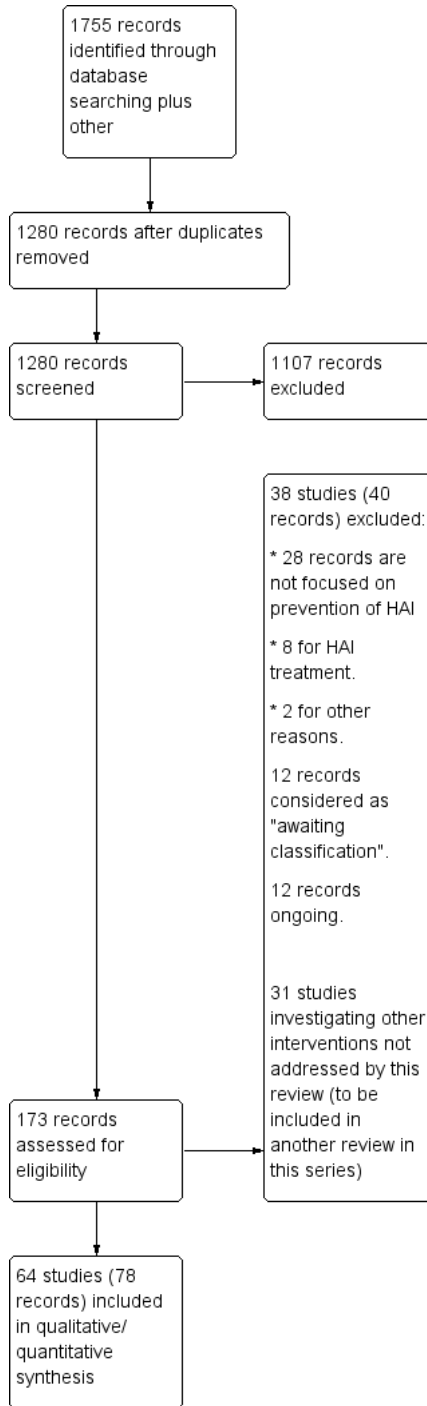 1755 records
identified through
database
searching plus
other
1280 records after duplicates
removed
1280 records
screened
1107 records
excluded
38 studies (40
records) excluded:
* 28 records are
not focused on
prevention of HAI
* 8 for HAI
treatment.
* 2 for other
reasons.
12 records
considered as
"awaiting
classification".
12 records
ongoing.
31 studies
investigating other
interventions not
addressed by this
review (to be
included in
another review in
this series)
173 records
assessed for
eligibility
64 studies (78
records) included
in qualitative/
quantitative
synthesis